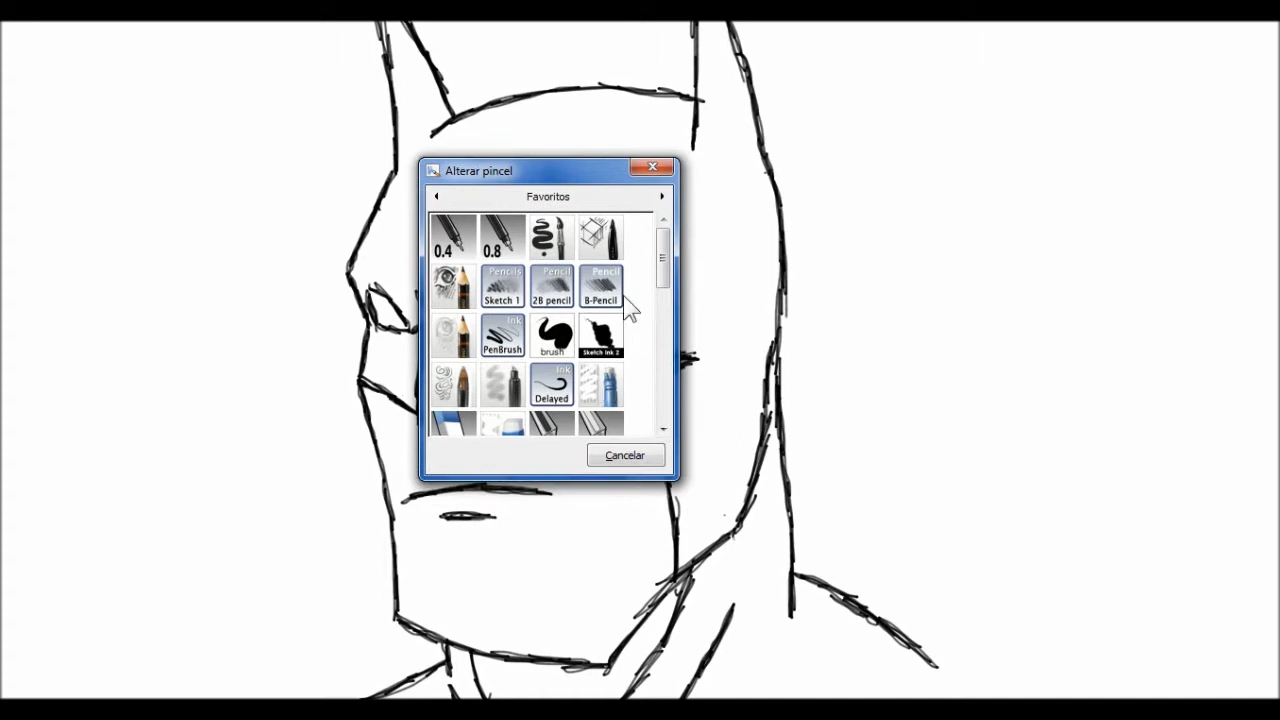 Alterar pincel
Favoritos
0.4
0.8
Pencils
Sketch 1
Pencil
2B pencil
Pencil
B-Pencil
Ink
PenBrush
brush
Sketch Ink 2
Ink
Delayed
Cancelar